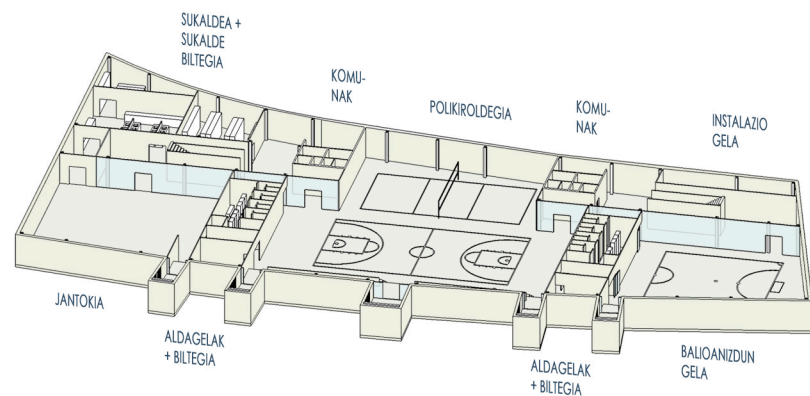 SUKALDEA +
SUKALDE
BILTEGIA
KOMU-
NAK
POLIKIROLDEGIA
KOMU-
NAK
INSTALAZIO
GELA
JANTOKIA
ALDAGELAK
+ BILTEGIA
ALDAGELAK
+ BILTEGIA
BALIOANIZDUN
GELA